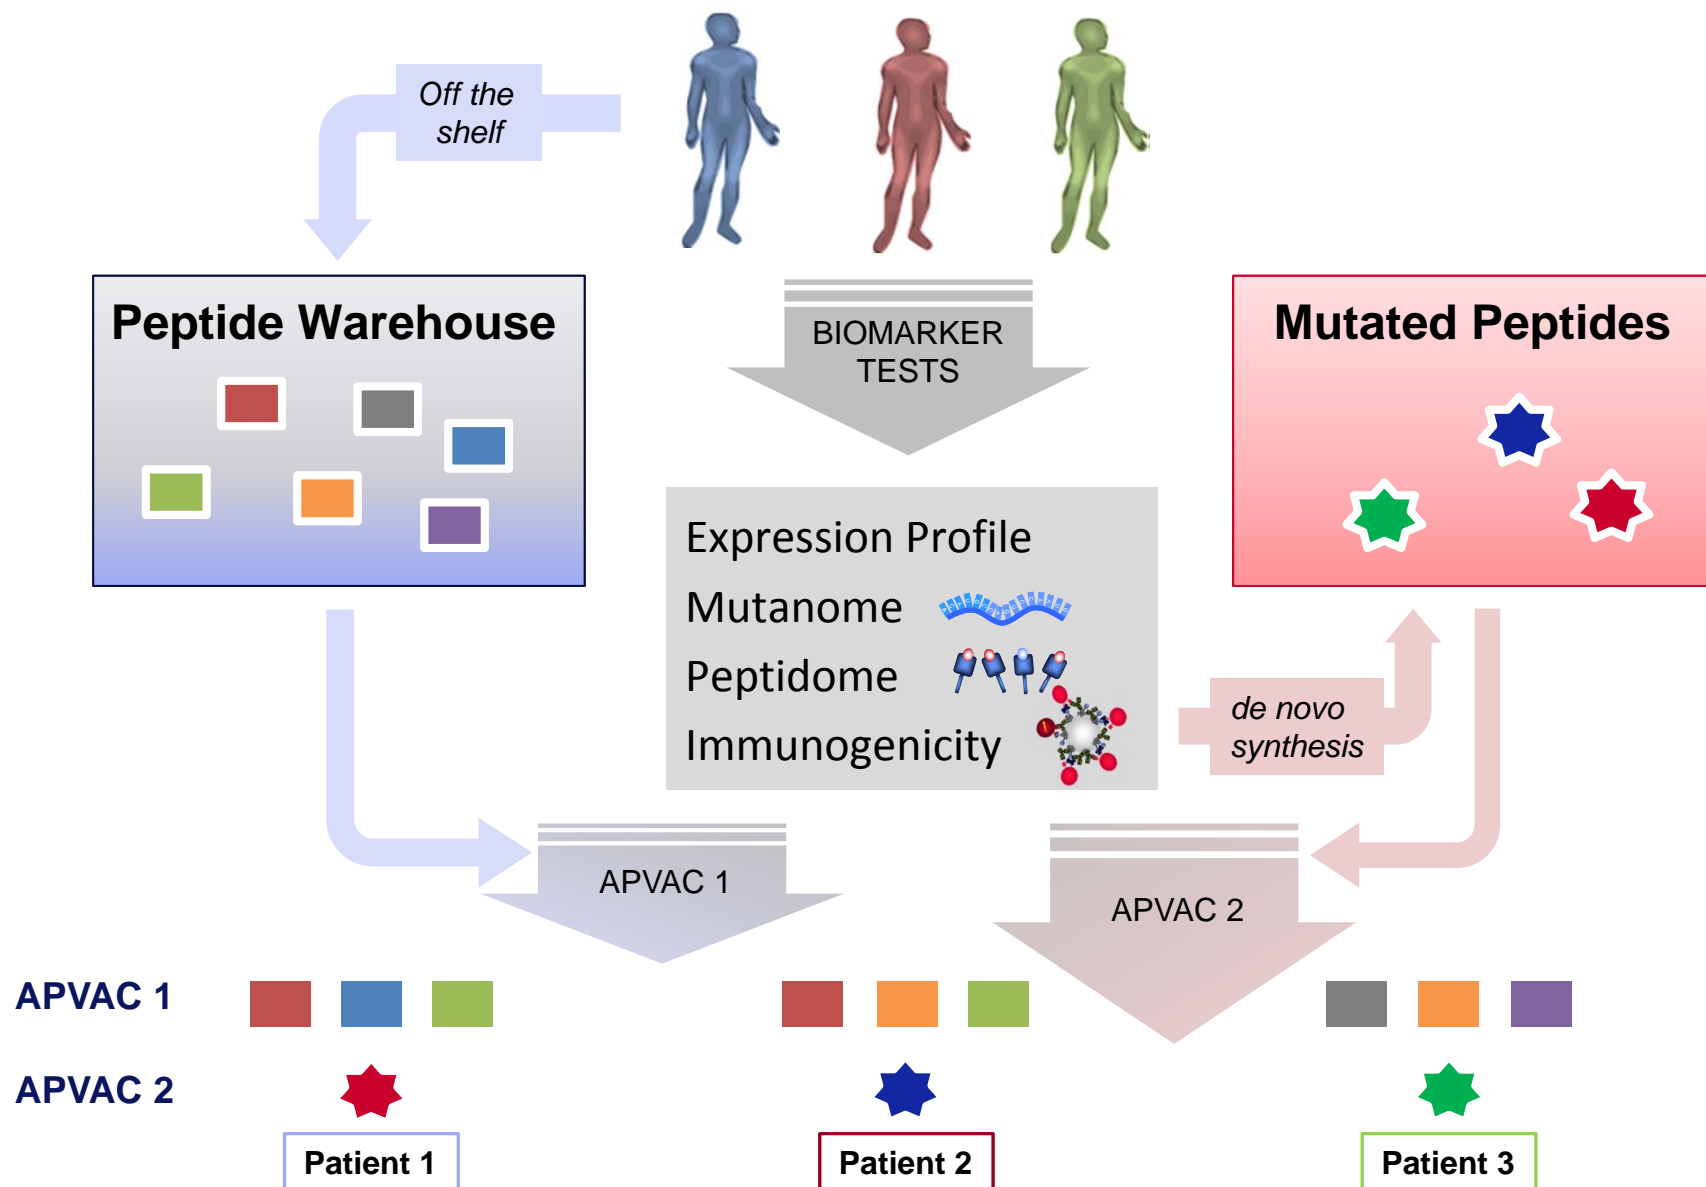 Off the
shelf
Peptide Warehouse
BIOMARKER
TESTS
Mutated Peptides
Expression Profile
Mutanome
Peptidome
Immunogenicity
de novo
synthesis
APVAC 1
APVAC 2
APVAC 1
APVAC 2
Patient 1
Patient 2
Patient 3